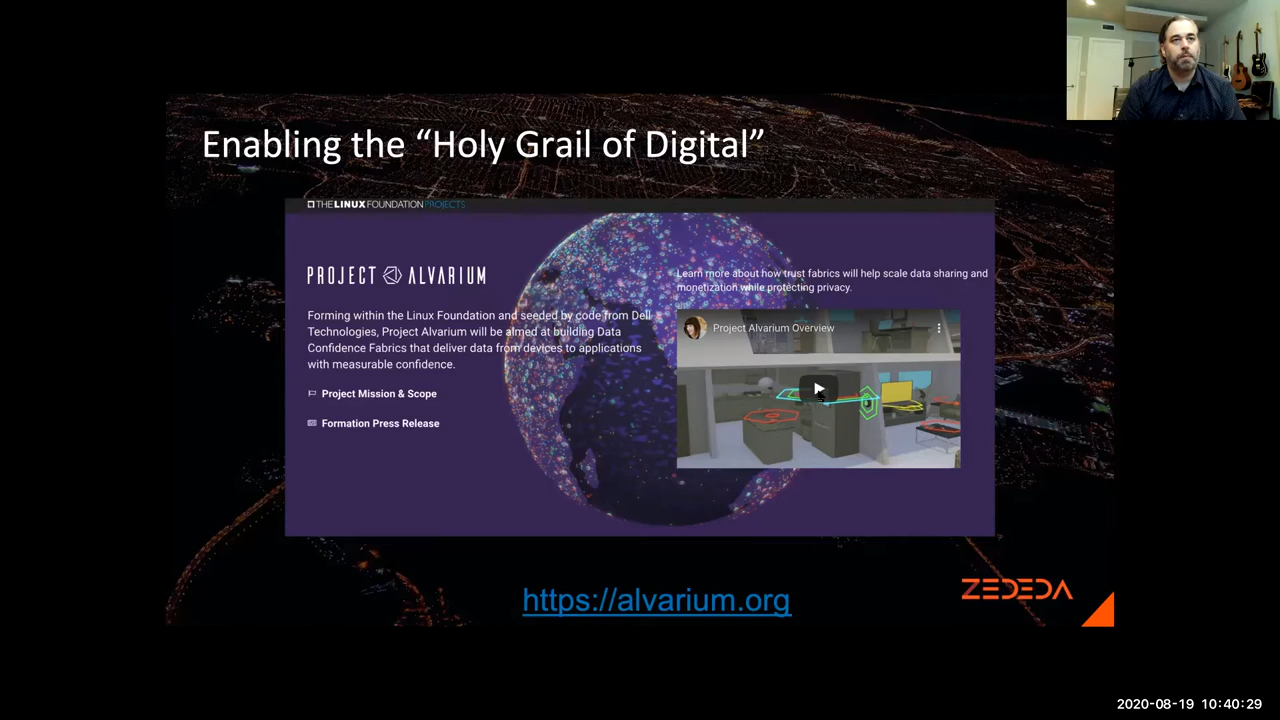 Enabling the “Holy Grail of Digital”
THE LINUX FOUNDATION PROJECTS
PROJECT ALVARIUM
Forming within the Linux Foundation and seeded by code from Dell
Technologies, Project Alvarium will be aimed at building Data
Confidence Fabrics that deliver data from devices to applications
with measurable confidence.
Project Mission & Scope
Formation Press Release
Learn more about how trust fabrics will help scale data sharing and
monetization while protecting privacy.
Project Alvarium Overview
https://alvarium.org
ZEDEDA
2020-08-19 10:40:29